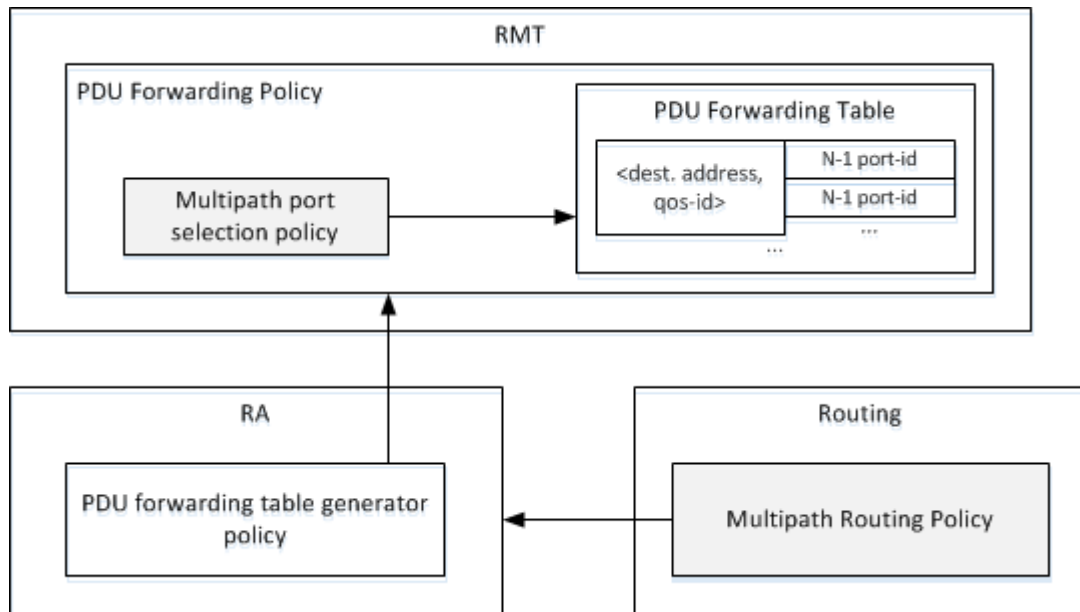 RMT
PDU Forwarding Policy
PDU Forwarding Table
<dest. address,
qos-id>
N-1 port-id
N-1 port-id
...
...
Multipath port
selection policy
RA
PDU forwarding table generator
policy
Routing
Multipath Routing Policy